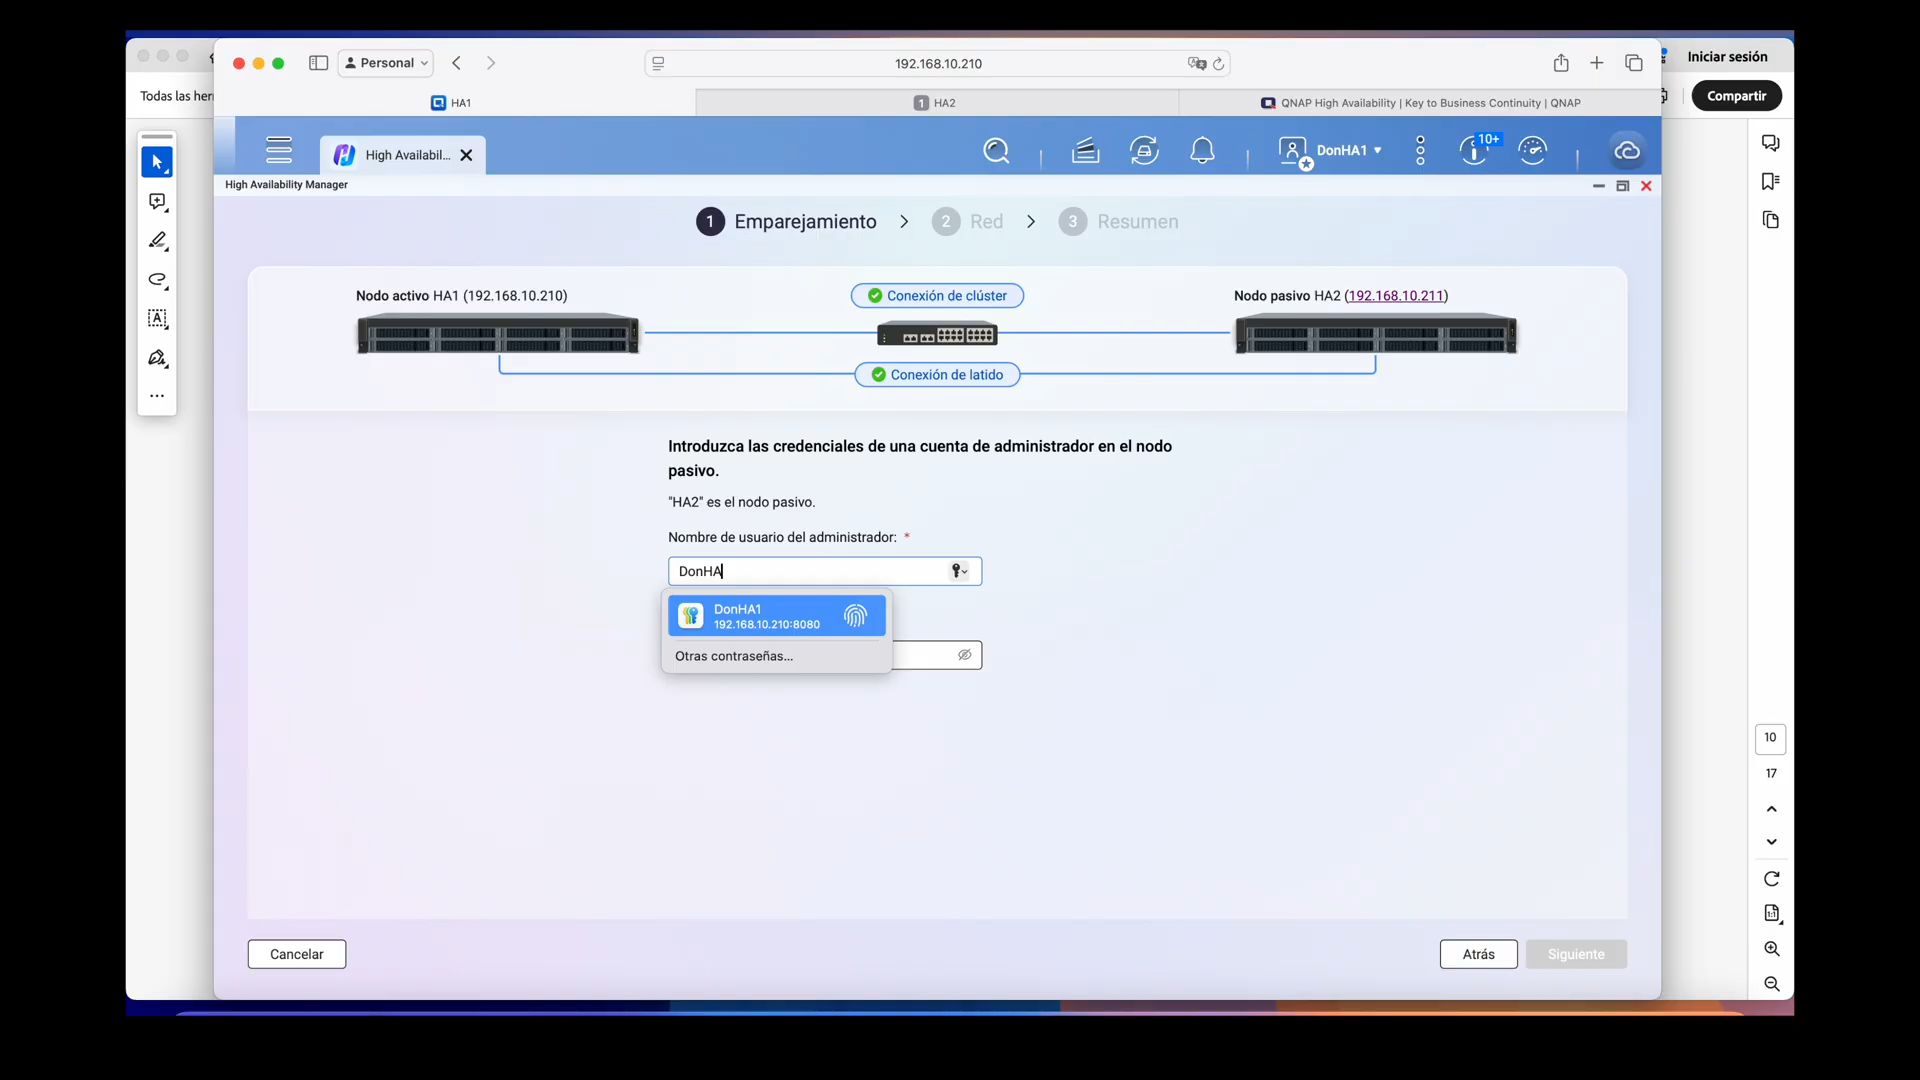 Iniciar sesión
Personal
192.168.10.210
Todas las her
Compartir
HA1
1 HA2
QNAP High Availability | Key to Business Continuity | QNAP
High Availabil...
DonHA1
10+
High Availability Manager
1 Emparejamiento
2 Red
3 Resumen
Nodo activo HA1 (192.168.10.210)
Conexión de clúster
Nodo pasivo HA2 (192.168.10.211)
Conexión de latido
Introduzca las credenciales de una cuenta de administrador en el nodo
pasivo.
"HA2" es el nodo pasivo.
Nombre de usuario del administrador: *
DonHA
DonHA1
192.168.10.210:8080
Otras contraseñas...
10
17
Cancelar
Atrás
Siguiente